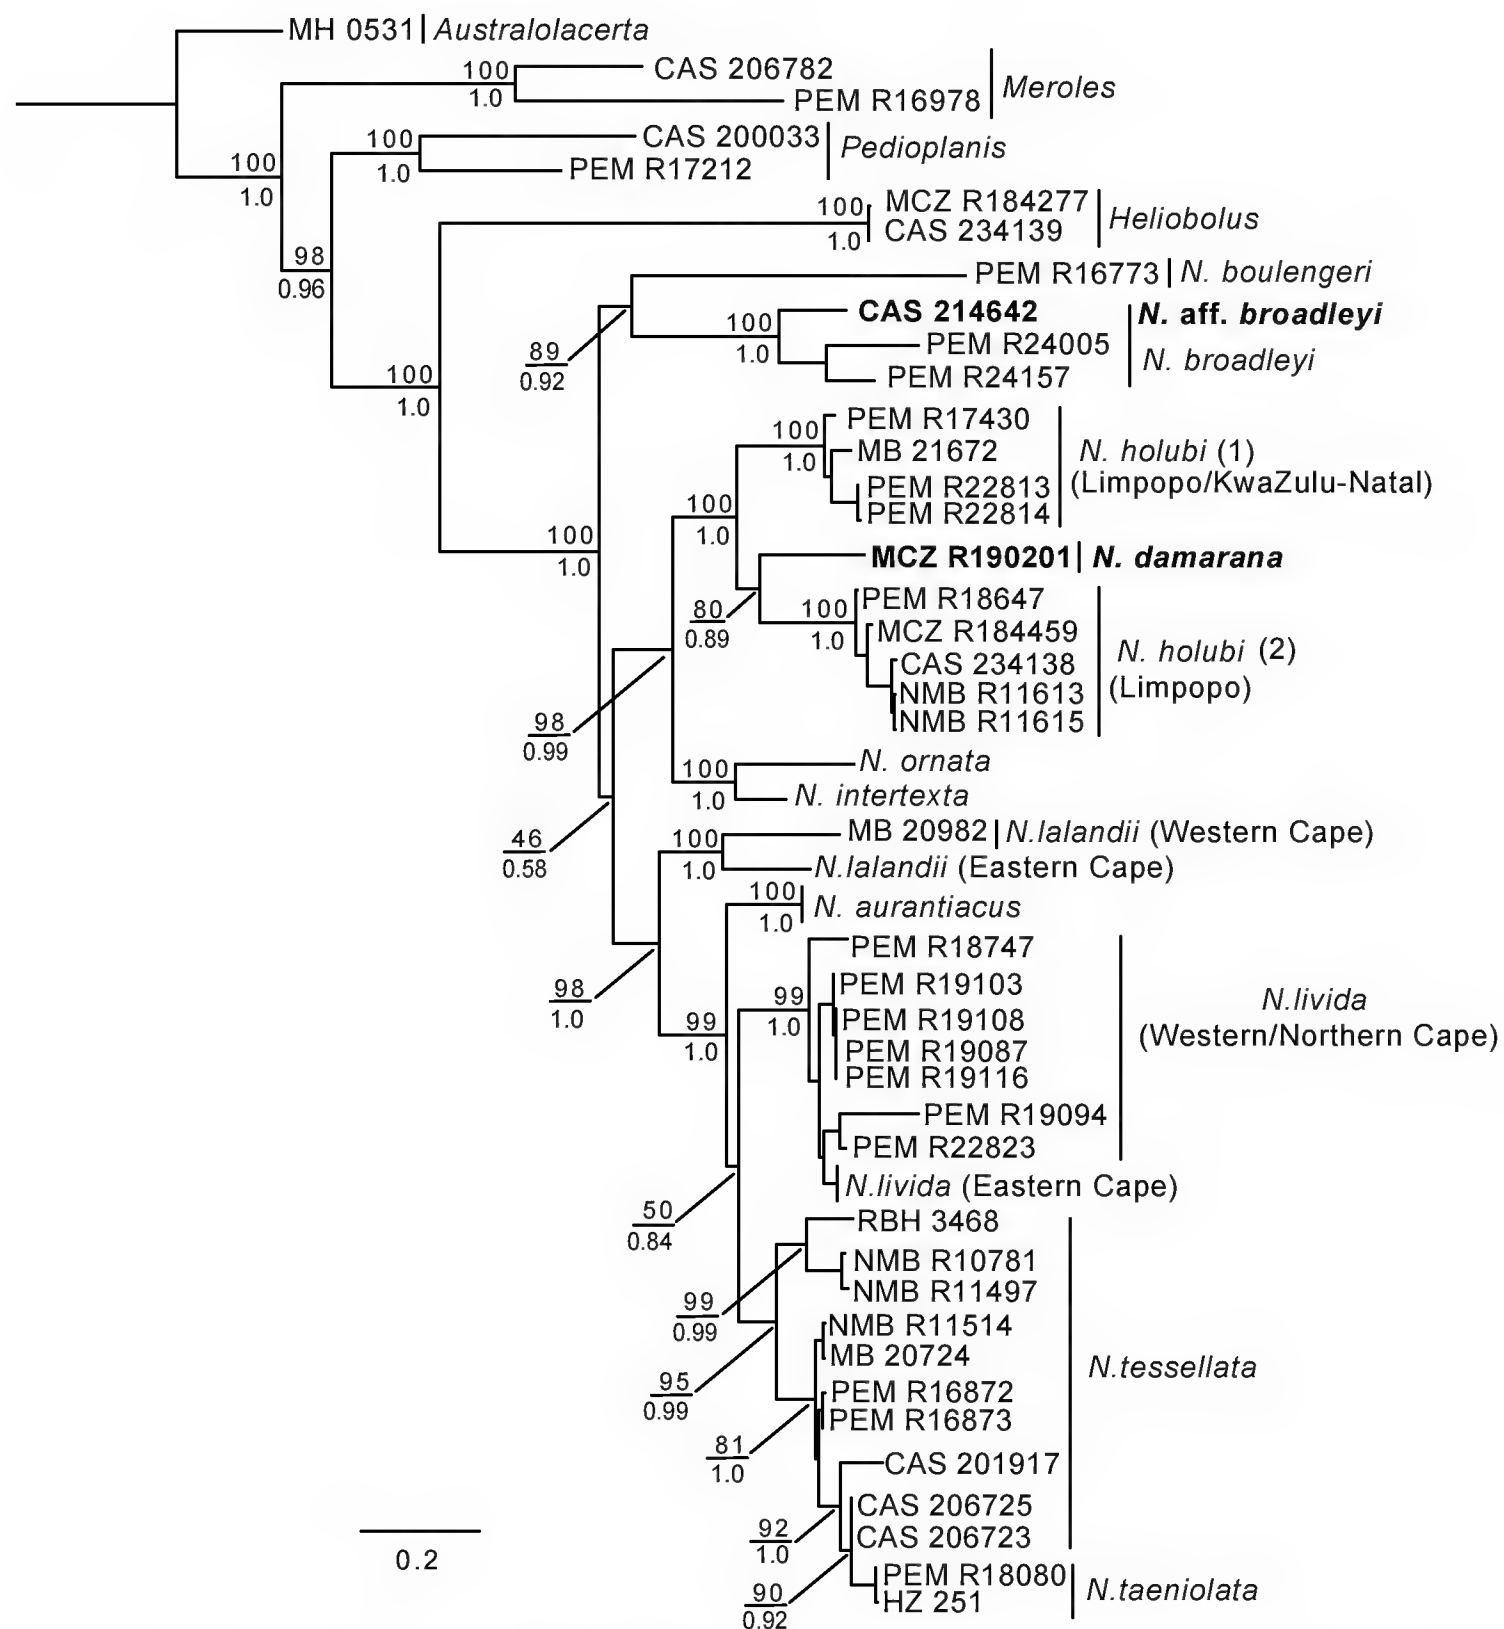 MH 0531 Australolacerta
100
1.0
CAS 206782
PEM R16978
Meroles
100
1.0
CAS 200033
PEM R17212
Pedioplanis
100
1.0
100
1.0
MCZ R184277
CAS 234139
Heliobolus
98
0.96
PEM R16773 N. boulengeri
CAS 214642 N. aff. broadleyi
100
1.0
PEM R24005
PEM R24157
N. broadleyi
89
0.92
100
1.0
PEM R17430
MB 21672
PEM R22813
PEM R22814
N. holubi (1)
(Limpopo/KwaZulu-Natal)
100
1.0
100
1.0
100
1.0
MCZ R190201 N. damarana
80
0.89
100
1.0
PEM R18647
MCZ R184459
CAS 234138
NMB R11613
NMB R11615
N. holubi (2)
(Limpopo)
98
0.99
N. ornata
100
1.0
N. intertexta
46
0.58
MB 20982 N.lalandii (Western Cape)
100
1.0
N.lalandii (Eastern Cape)
100
1.0
N. aurantiacus
98
1.0
99
1.0
99
1.0
PEM R18747
PEM R19103
PEM R19108
PEM R19087
PEM R19116
PEM R19094
PEM R22823
N.livida
(Western/Northern Cape)
N.livida (Eastern Cape)
50
0.84
RBH 3468
NMB R10781
NMB R11497
NMB R11514
MB 20724
PEM R16872
PEM R16873
CAS 201917
CAS 206725
CAS 206723
N.tessellata
99
0.99
95
0.99
81
1.0
92
1.0
90
0.92
PEM R18080
HZ 251
N.taeniolata
0.2